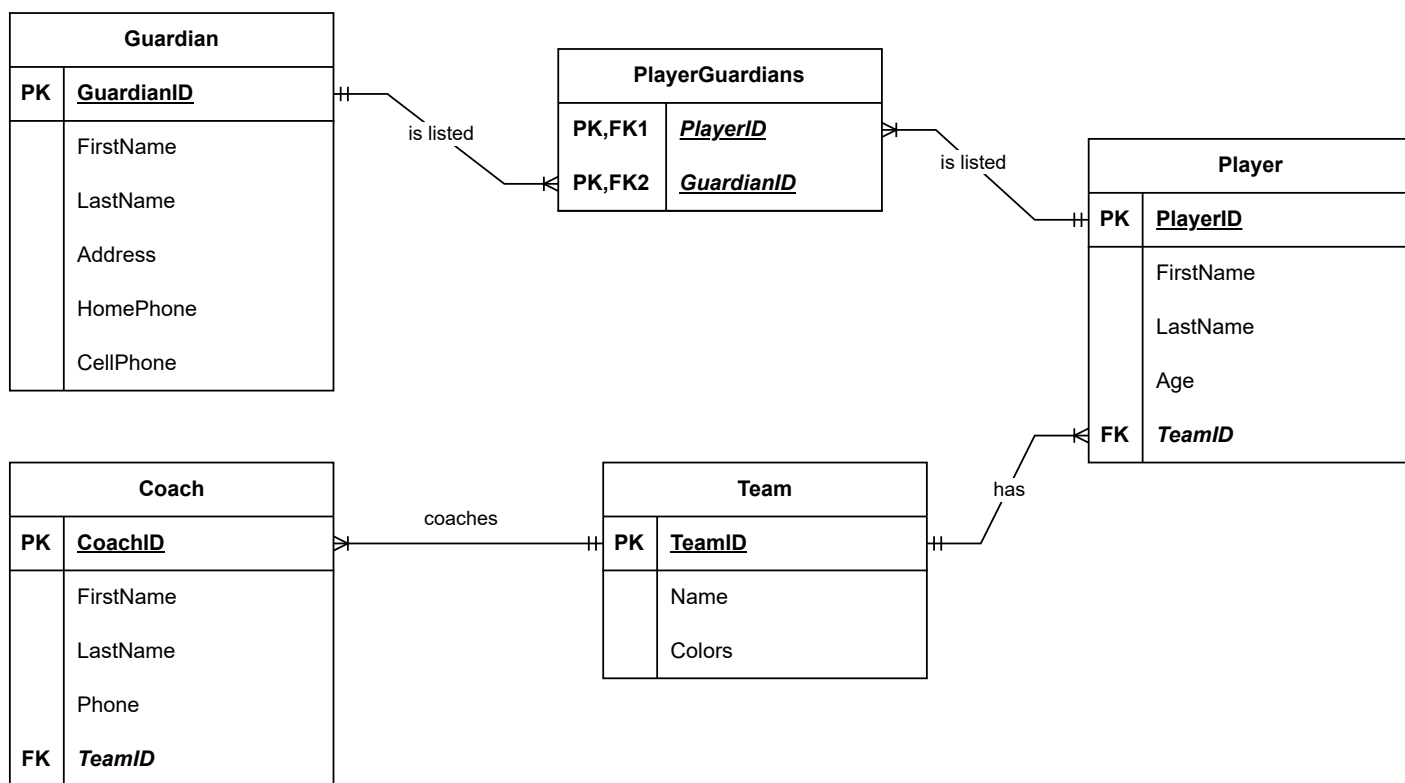 Guardian
PK GuardianID
FirstName
LastName
Address
HomePhone
CellPhone
is listed
PlayerGuardians
PK,FK1 PlayerID
PK,FK2 GuardianID
is listed
Player
PK PlayerID
FirstName
LastName
Age
FK TeamID
Coach
PK CoachID
FirstName
LastName
Phone
FK TeamID
coaches
Team
PK TeamID
Name
Colors
has